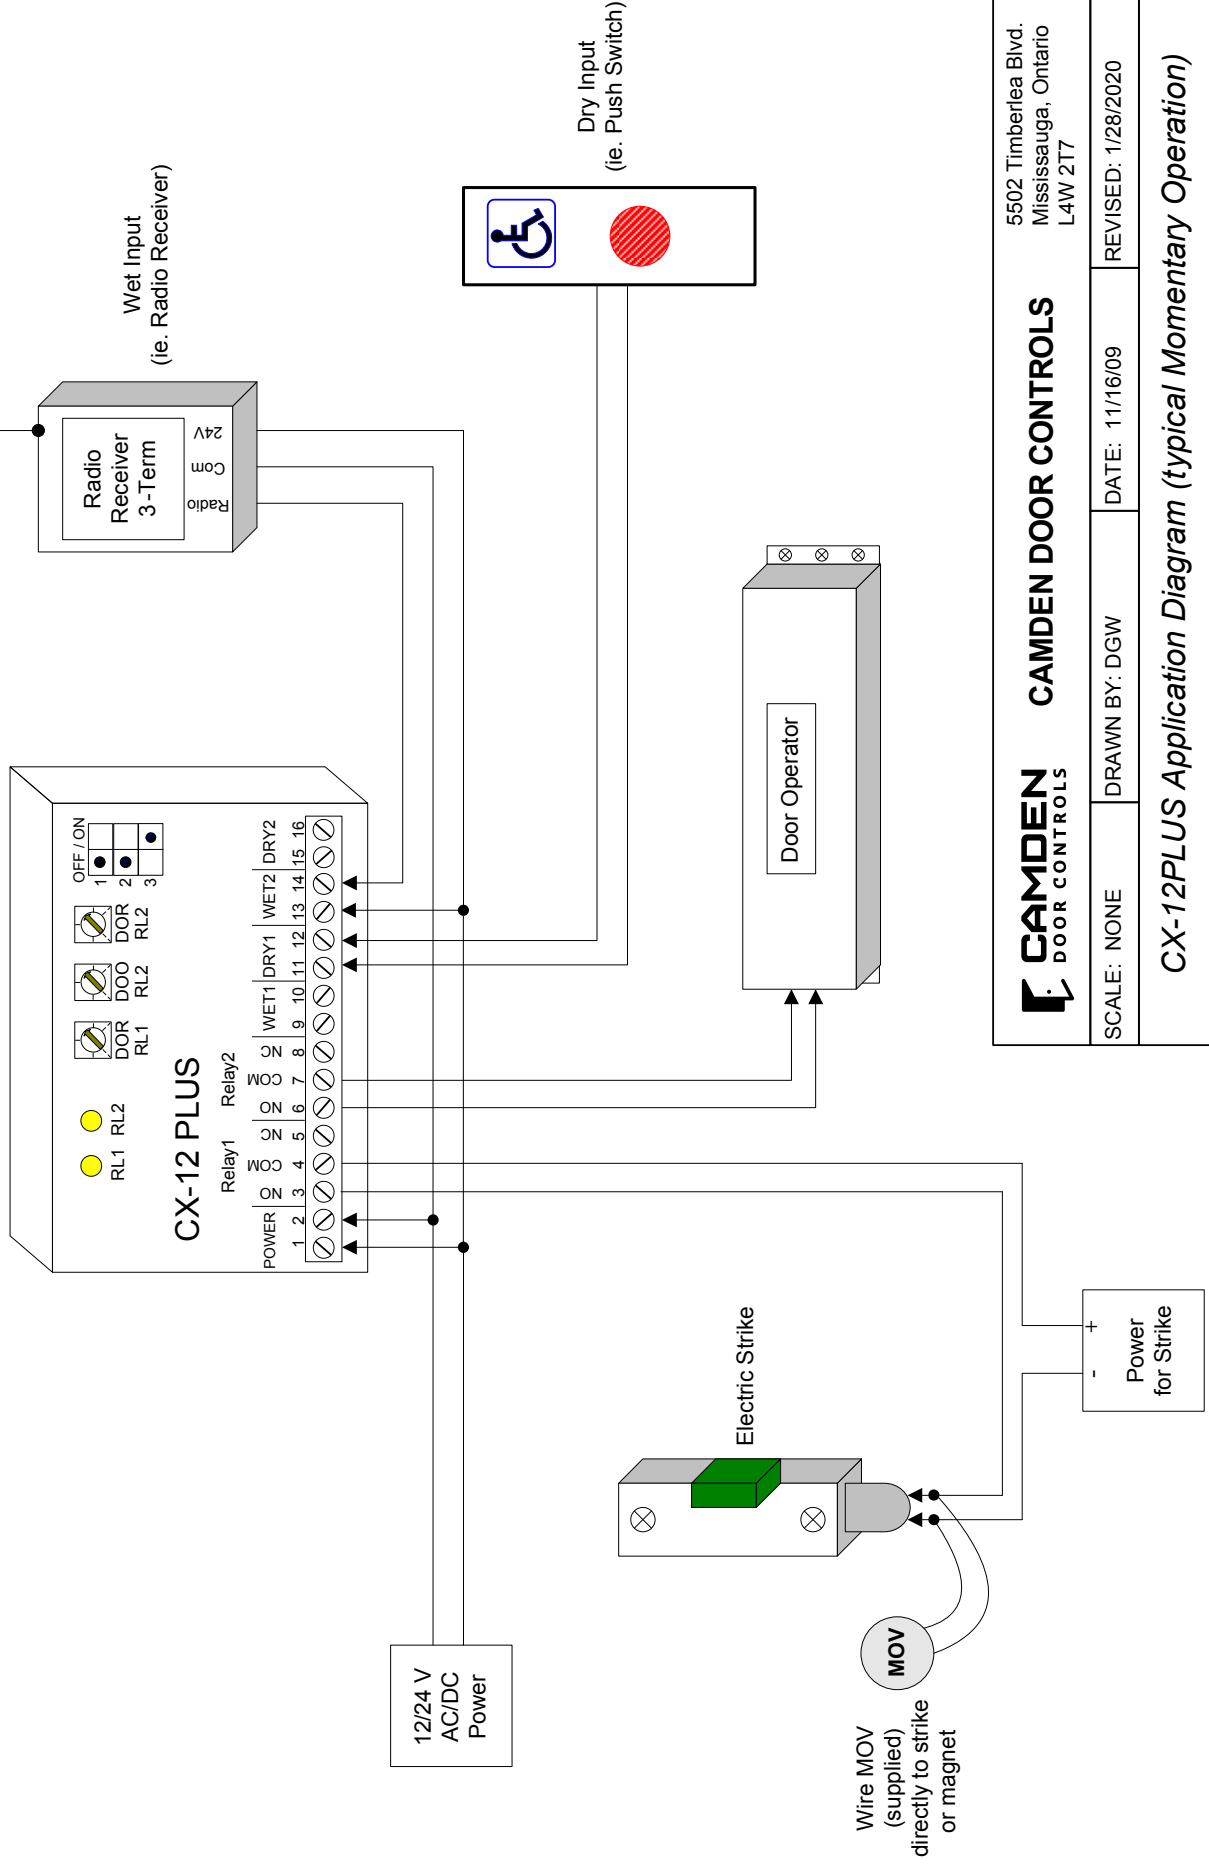 Wet Input
(ie. Radio Receiver)
Radio
Receiver
3-Term
Radio
Com
24V
Dry Input
(ie. Push Switch)
OFF / ON
1
2
3
RL1
RL2
DOR
RL1
DOO
RL2
DOR
RL2
CX-12 PLUS
Relay1
Relay2
POWER
NO
COM
NC
NO
COM
NC
WET1
DRY1
WET2
DRY2
1 2 3 4 5 6 7 8 9 10 11 12 13 14 15 16
12/24 V
AC/DC
Power
Door Operator
Electric Strike
MOV
Wire MOV
(supplied)
directly to strike
or magnet
- +
Power
for Strike
CAMDEN
DOOR CONTROLS
CAMDEN DOOR CONTROLS
5502 Timberlea Blvd.
Mississauga, Ontario
L4W 2T7
SCALE: NONE
DRAWN BY: DGW
DATE: 11/16/09
REVISED: 1/28/2020
CX-12PLUS Application Diagram (typical Momentary Operation)